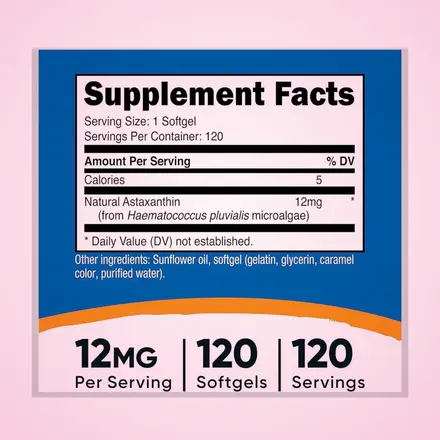 Supplement Facts
Serving Size: 1 Softgel
Servings Per Container: 120
Amount Per Serving % DV
Calories 5
Natural Astaxanthin 12mg *
(from Haematococcus pluvialis microalgae)
* Daily Value (DV) not established.
Other ingredients: Sunflower oil, softgel (gelatin, glycerin, caramel
color, purified water).
12MG | 120 | 120
Per Serving | Softgels | Servings